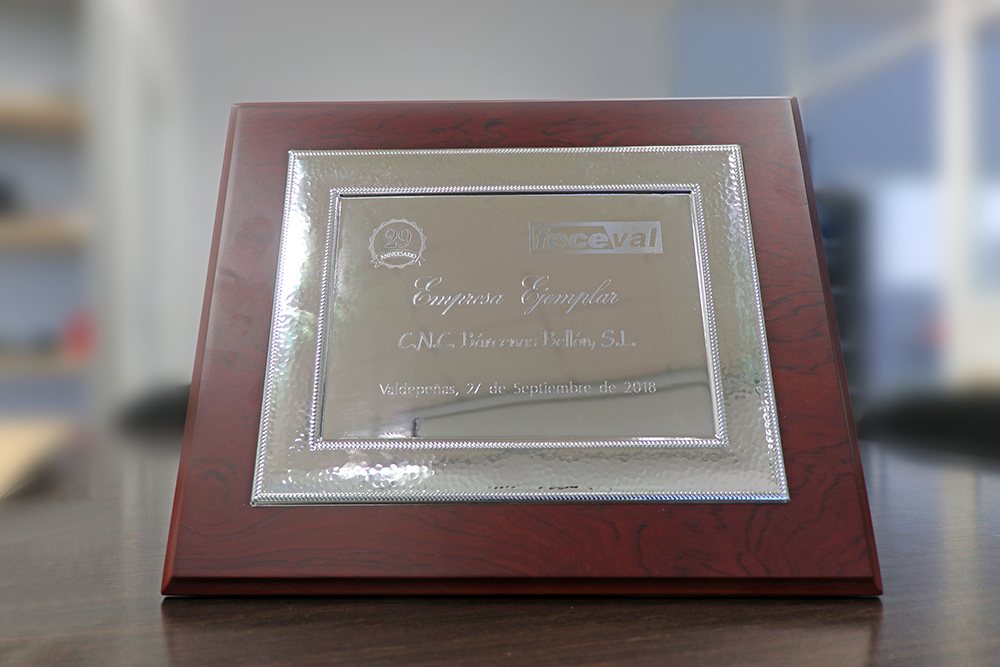 29
ANIVERSARIO
feceval
Empresa Ejemplar
C.N.C. Bárcenas Bellón, S.L.
Valdepeñas, 27 de Septiembre de 2018